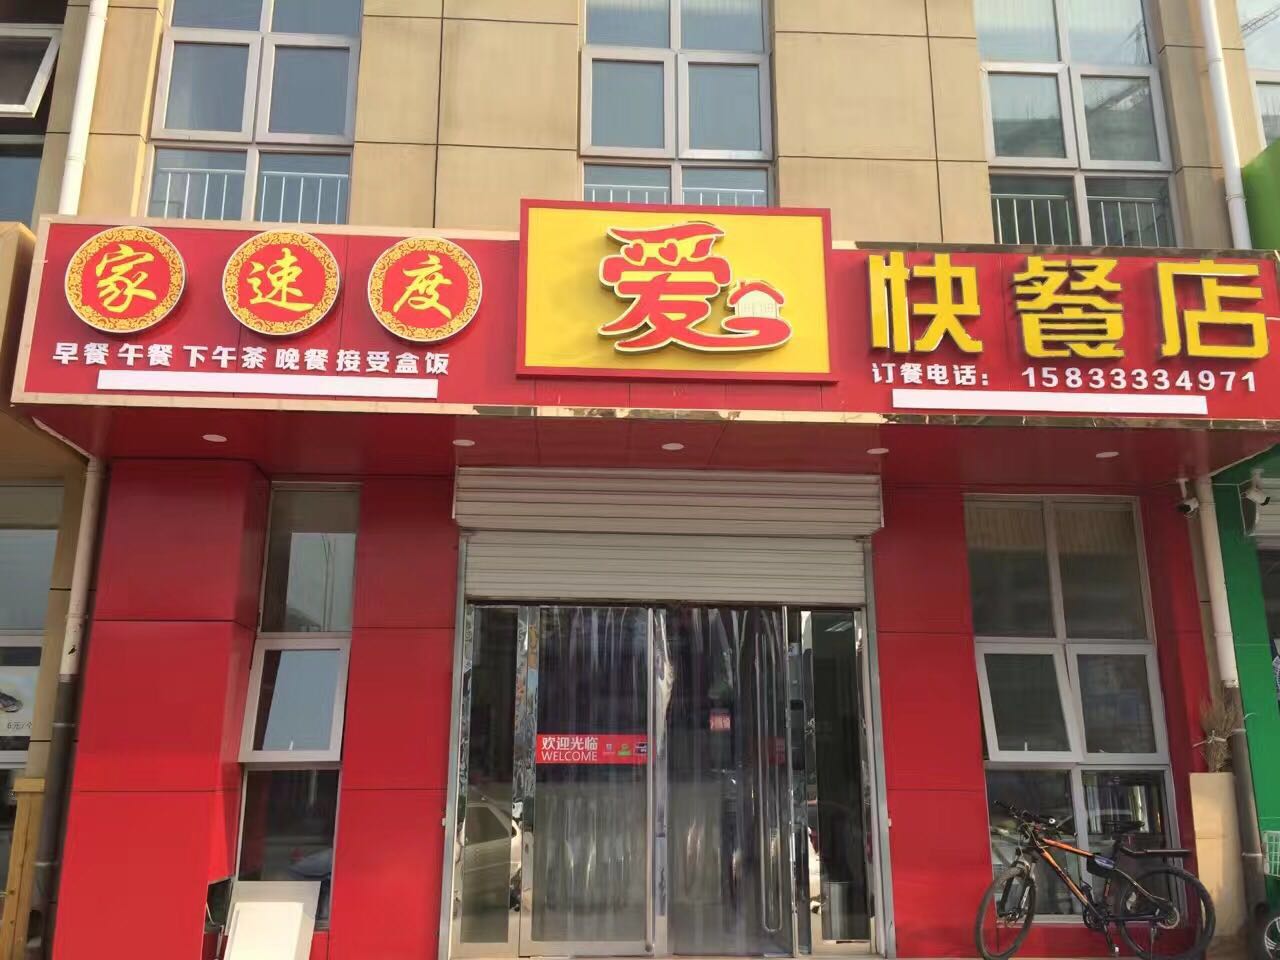 家速度
爱
快餐店
早餐 午餐 下午茶 晚餐 接受盒饭
订餐电话： 15833334971
欢迎光临
WELCOME